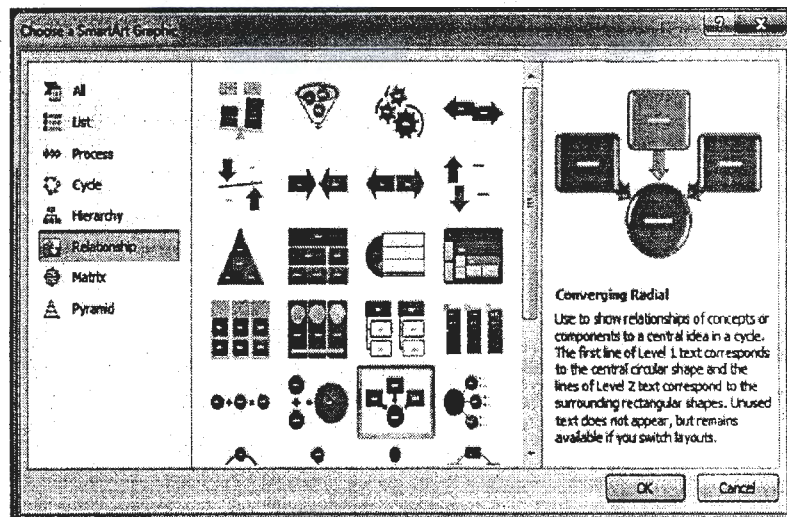 Choose a SmartArt Graphic
All
List
Process
Cycle
Hierarchy
Relationship
Matrix
Pyramid
Converging Radial
Use to show relationships of concepts or
components to a central idea in a cycle.
The first line of Level 1 text corresponds
to the central circular shape and the
lines of Level 2 text correspond to the
surrounding rectangular shapes. Unused
text does not appear, but remains
available if you switch layouts.
OK
Cancel